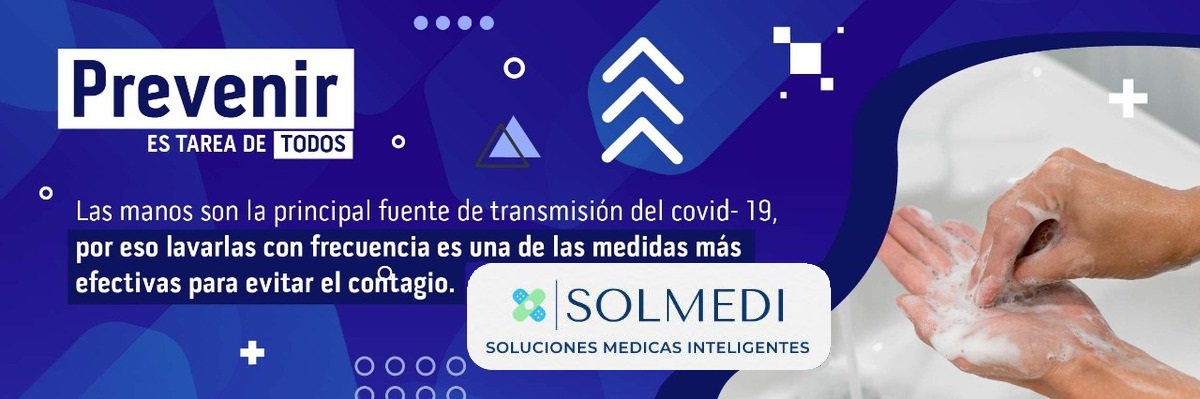 Prevenir
ES TAREA DE TODOS
Las manos son la principal fuente de transmisión del covid- 19,
por eso lavarlas con frecuencia es una de las medidas más
efectivas para evitar el contagio.
SOLMEDI
SOLUCIONES MEDICAS INTELIGENTES